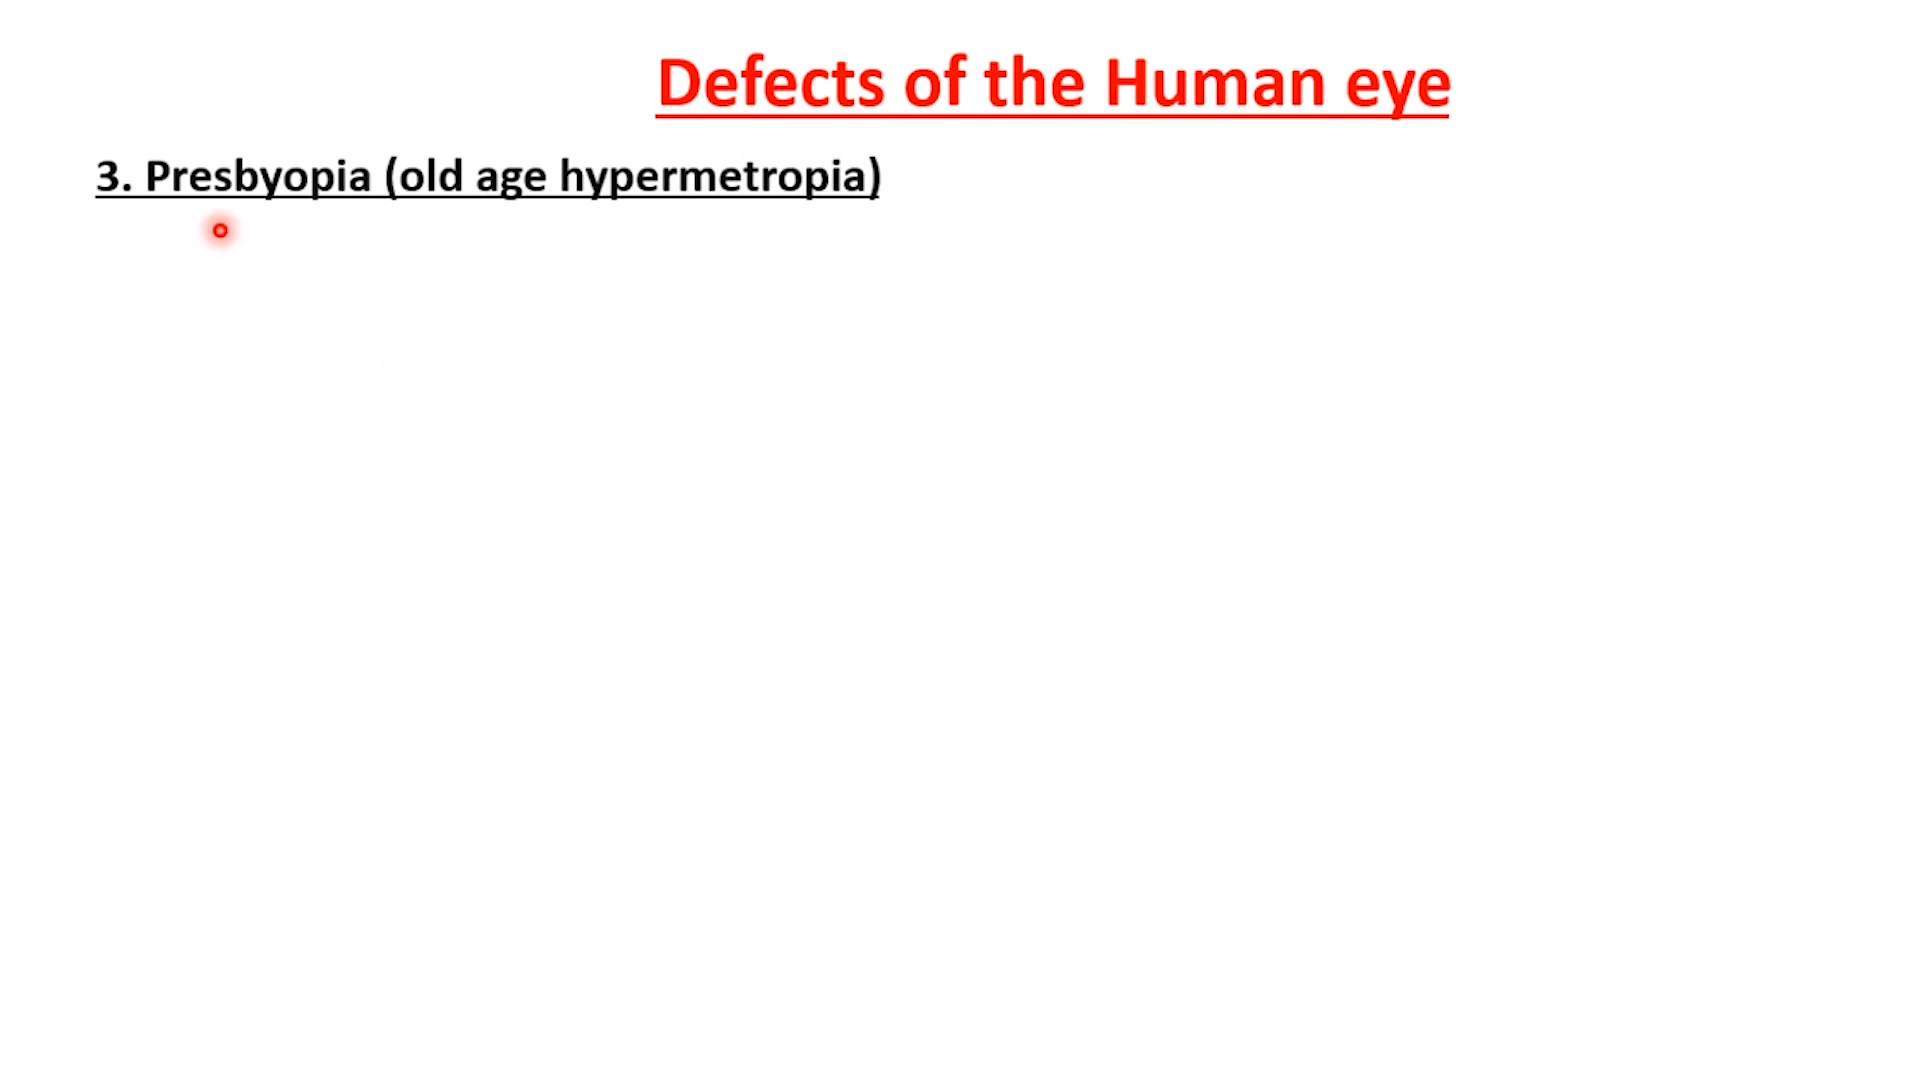 Defects of the Human eye
3. Presbyopia (old age hypermetropia)